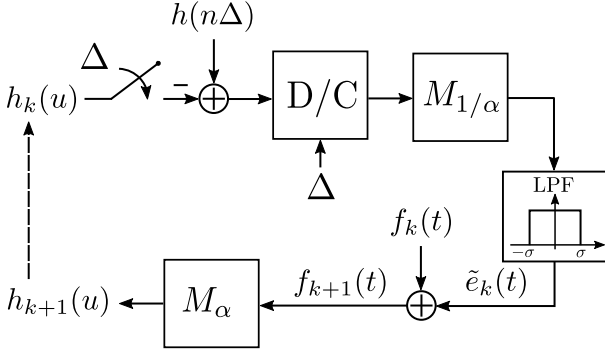 h(nΔ)
Δ
h_k(u)
−
+
D/C
M_{1/α}
Δ
LPF
−σ
σ
f_k(t)
h_{k+1}(u)
M_α
f_{k+1}(t)
+
ẽ_k(t)